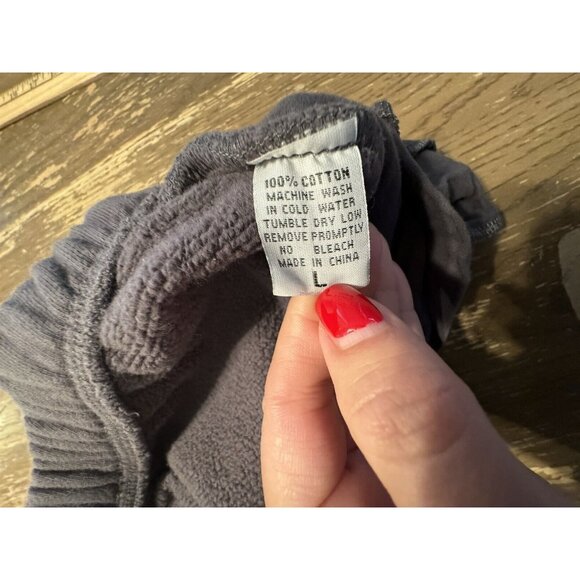 100% COTTON
MACHINE WASH
IN COLD WATER
TUMBLE DRY LOW
REMOVE PROMPTLY
NO BLEACH
MADE IN CHINA
L